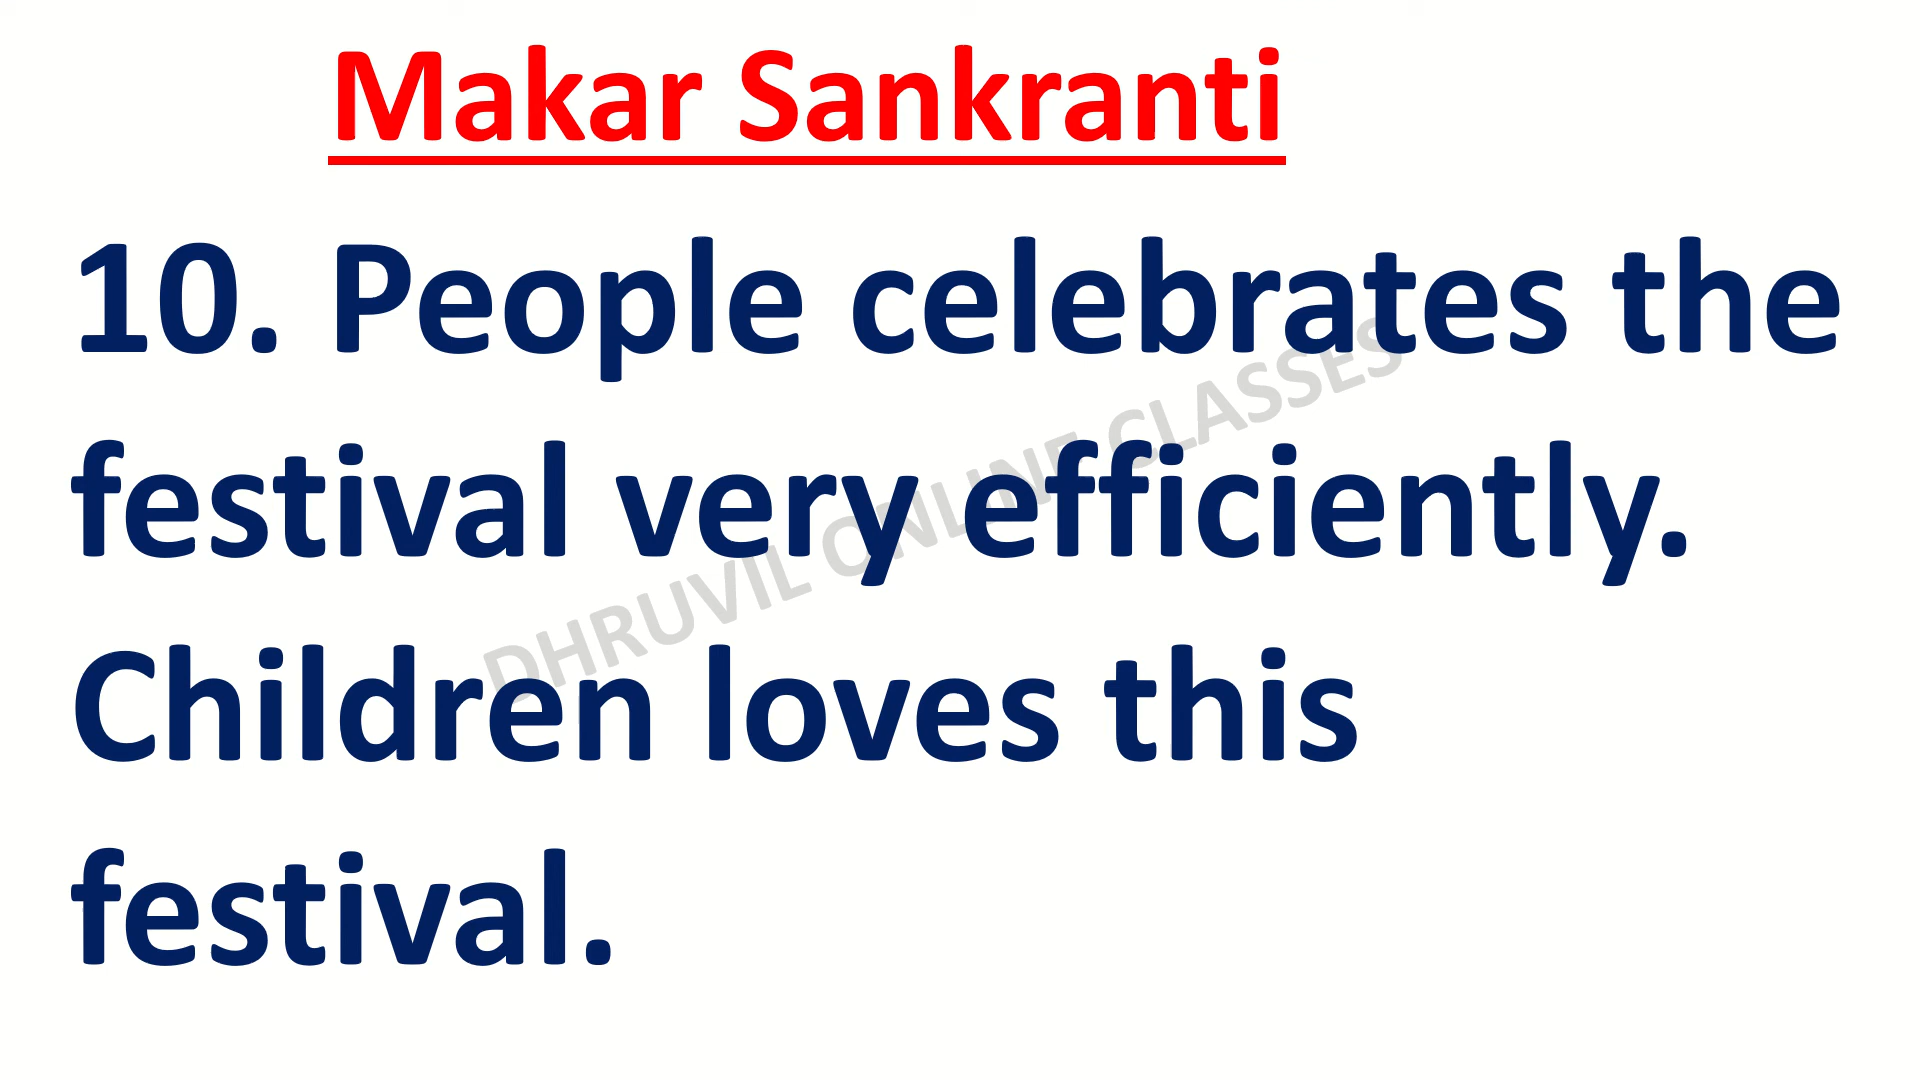 Makar Sankranti
10. People celebrates the
festival very efficiently.
Children loves this
festival.
DHRUVIL ONLINE CLASSES